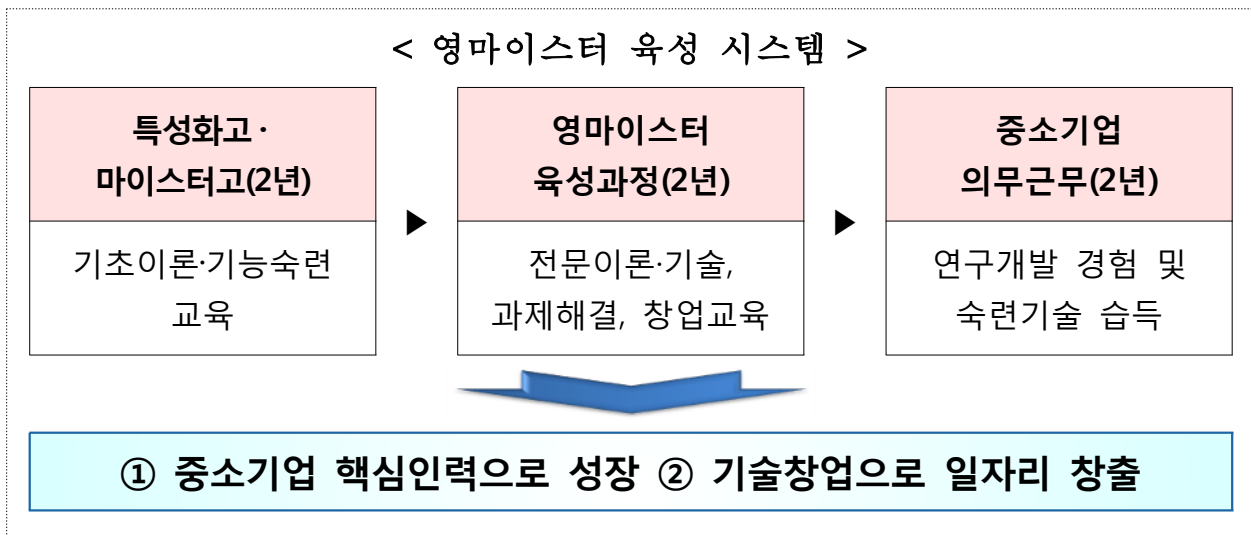 < 영마이스터 육성 시스템 >
특성화고·
마이스터고(2년)
기초이론·기능숙련
교육
▶
영마이스터
육성과정(2년)
전문이론·기술,
과제해결, 창업교육
▶
중소기업
의무근무(2년)
연구개발 경험 및
숙련기술 습득
① 중소기업 핵심인력으로 성장 ② 기술창업으로 일자리 창출